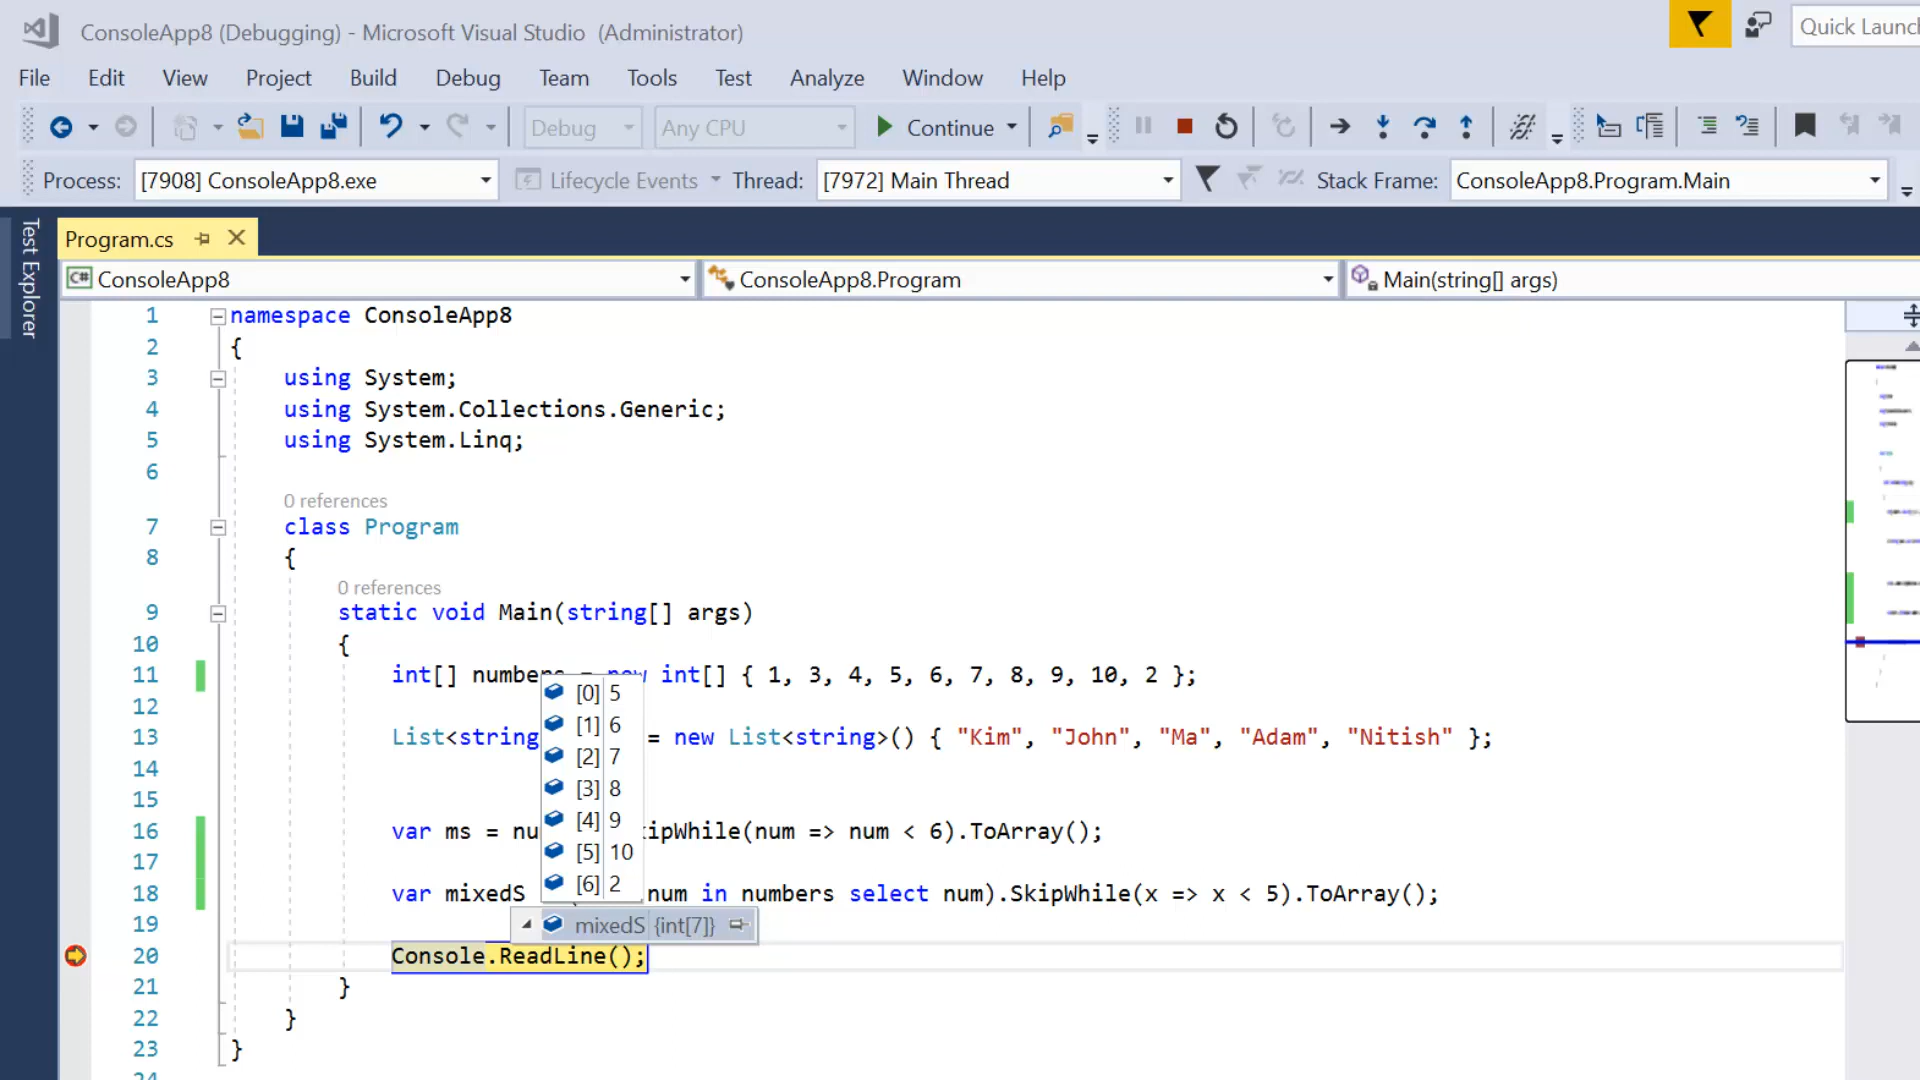 ConsoleApp8 (Debugging) - Microsoft Visual Studio (Administrator)
Quick Launch
File Edit View Project Build Debug Team Tools Test Analyze Window Help
Debug Any CPU Continue
Process: [7908] ConsoleApp8.exe Lifecycle Events Thread: [7972] Main Thread Stack Frame: ConsoleApp8.Program.Main
Test Explorer
Program.cs
C# ConsoleApp8 ConsoleApp8.Program Main(string[] args)
1 namespace ConsoleApp8
2 {
3 using System;
4 using System.Collections.Generic;
5 using System.Linq;
6
0 references
7 class Program
8 {
0 references
9 static void Main(string[] args)
10 {
11 int[] numbers = new int[] { 1, 3, 4, 5, 6, 7, 8, 9, 10, 2 };
12
13 List<string = new List<string>() { "Kim", "John", "Ma", "Adam", "Nitish" };
14
15
16 var ms = nu ipWhile(num => num < 6).ToArray();
17
18 var mixedS num in numbers select num).SkipWhile(x => x < 5).ToArray();
19
20 Console.ReadLine();
21 }
22 }
23 }
24
[0] 5
[1] 6
[2] 7
[3] 8
[4] 9
[5] 10
[6] 2
mixedS {int[7]}